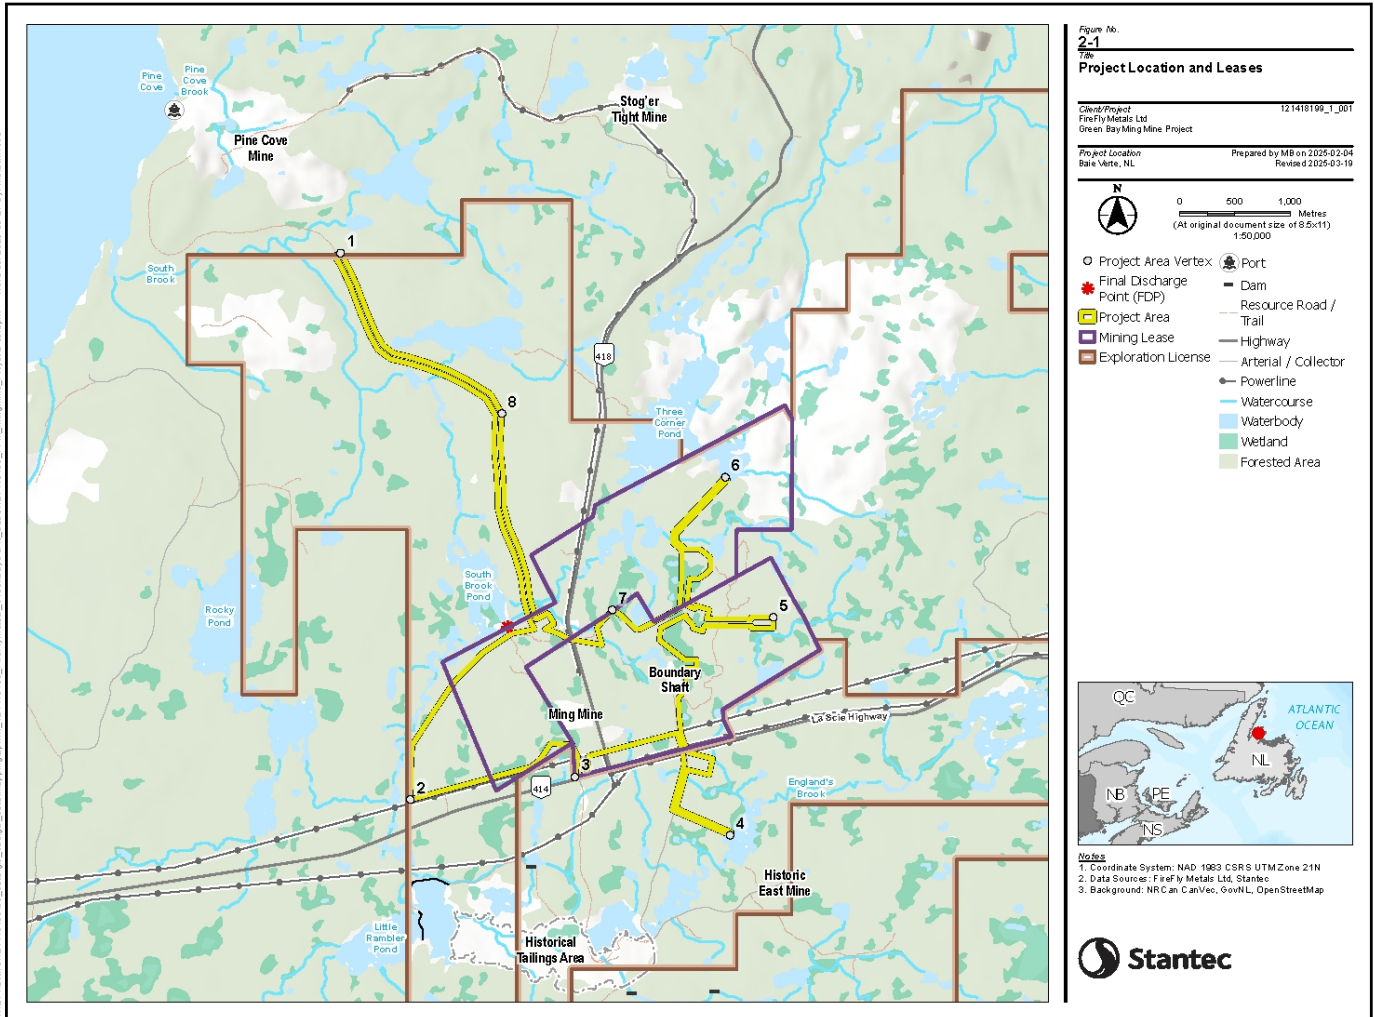 Pine
Cove
Pine
Cove
Brook
Pine Cove
Mine
Stog'er
Tight Mine
1
South
Brook
418
8
Three
Corner
Pond
6
South
Brook
Pond
7
5
Rocky
Pond
Boundary
Shaft
Ming Mine
La Scie Highway
3
2
414
England's
Brook
4
Historic
East Mine
Little
Rambler
Pond
Historical
Tailings Area
Figure No.
2-1
Title
Project Location and Leases
Client/Project 121418199_1_001
FireFly Metals Ltd
Green Bay Ming Mine Project
Project Location Prepared by MB on 2025-02-04
Baie Verte, NL Revised 2025-03-19
N
0 500 1,000
Metres
(At original document size of 8.5x11)
1:50,000
Project Area Vertex
Final Discharge
Point (FDP)
Project Area
Mining Lease
Exploration License
Port
Dam
Resource Road /
Trail
Highway
Arterial / Collector
Powerline
Watercourse
Waterbody
Wetland
Forested Area
QC
ATLANTIC
OCEAN
NL
NB
PE
NS
Notes
1. Coordinate System: NAD 1983 CSRS UTM Zone 21N
2. Data Sources: FireFly Metals Ltd, Stantec
3. Background: NRCan CanVec, GovNL, OpenStreetMap
Stantec